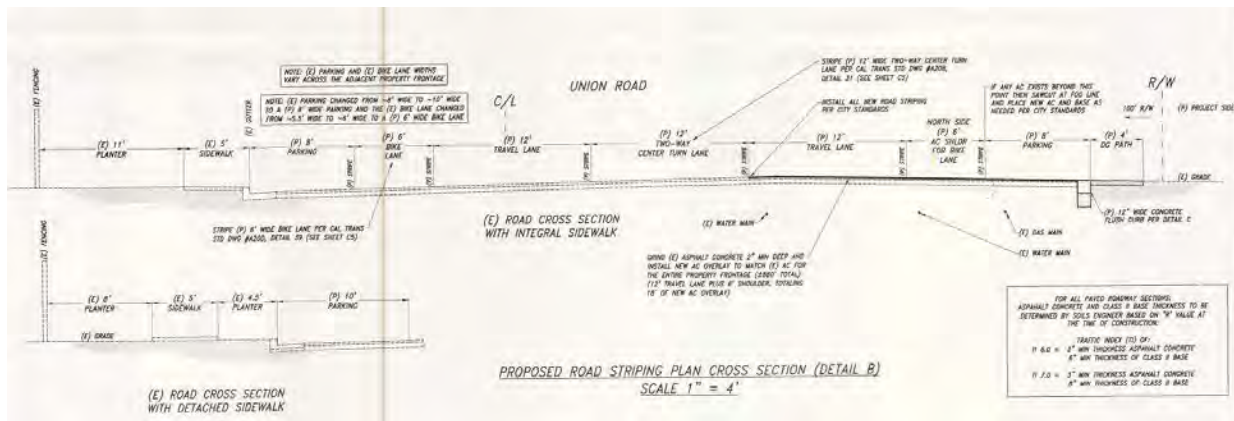 NOTE: (E) PARKING AND (E) BIKE LANE WIDTHS
VARY ACROSS THE ADJACENT PROPERTY FRONTAGE
NOTE: (E) PARKING CHANGED FROM ~8' WIDE TO ~10' WIDE
TO A (P) 8' WIDE PARKING AND THE (E) BIKE LANE CHANGED
FROM ~5.5' WIDE TO ~4' WIDE TO A (P) 6' WIDE BIKE LANE
UNION ROAD
C/L
STRIPE (P) 12' WIDE TWO-WAY CENTER TURN
LANE PER CAL TRANS STD DWG #A20B,
DETAIL 31 (SEE SHEET C5)
INSTALL ALL NEW ROAD STRIPING
PER CITY STANDARDS
IF ANY AC EXISTS BEYOND THIS
POINT THEN SAWCUT AT FOG LINE
AND PLACE NEW AC AND BASE AS
NEEDED PER CITY STANDARDS
R/W
100' R/W
(P) PROJECT SIDE
(E) FENCING
(E) 11'
PLANTER
(E) 5'
SIDEWALK
(E) GUTTER
(P) 8'
PARKING
(P) STRIPE
(P) 6'
BIKE
LANE
(P) STRIPE
(P) 12'
TRAVEL LANE
(P) STRIPE
(P) 12'
TWO-WAY
CENTER TURN LANE
(P) STRIPE
(P) 12'
TRAVEL LANE
(P) STRIPE
NORTH SIDE
(P) 6'
AC SHLDR
FOR BIKE
LANE
(P) STRIPE
(P) 8'
PARKING
(P) 4'
DG PATH
(E) GRADE
STRIPE (P) 6' WIDE BIKE LANE PER CAL TRANS
STD DWG #A20D, DETAIL 39 (SEE SHEET C5)
(E) ROAD CROSS SECTION
WITH INTEGRAL SIDEWALK
(E) WATER MAIN
(E) GAS MAIN
(E) WATER MAIN
(P) 12" WIDE CONCRETE
FLUSH CURB PER DETAIL C
GRIND (E) ASPHALT CONCRETE 2" MIN DEEP AND
INSTALL NEW AC OVERLAY TO MATCH (E) AC FOR
THE ENTIRE PROPERTY FRONTAGE TOTAL)
(12' TRAVEL LANE PLUS 6' SHOULDER, TOTALING
18' OF NEW AC OVERLAY)
(E) FENCING
(E) 6'
PLANTER
(E) 5'
SIDEWALK
(E) 4.5'
PLANTER
(P) 10'
PARKING
(E) GRADE
(E) ROAD CROSS SECTION
WITH DETACHED SIDEWALK
PROPOSED ROAD STRIPING PLAN CROSS SECTION (DETAIL B)
SCALE 1" = 4'
FOR ALL PAVED ROADWAY SECTIONS:
ASPHALT CONCRETE AND CLASS II BASE THICKNESS TO BE
DETERMINED BY SOILS ENGINEER BASED ON "R" VALUE AT
THE TIME OF CONSTRUCTION:
TRAFFIC INDEX (TI) OF:
TI 6.0 = MIN THICKNESS ASPHALT CONCRETE
MIN THICKNESS OF CLASS II BASE
TI 7.0 = MIN THICKNESS ASPHALT CONCRETE
MIN THICKNESS OF CLASS II BASE